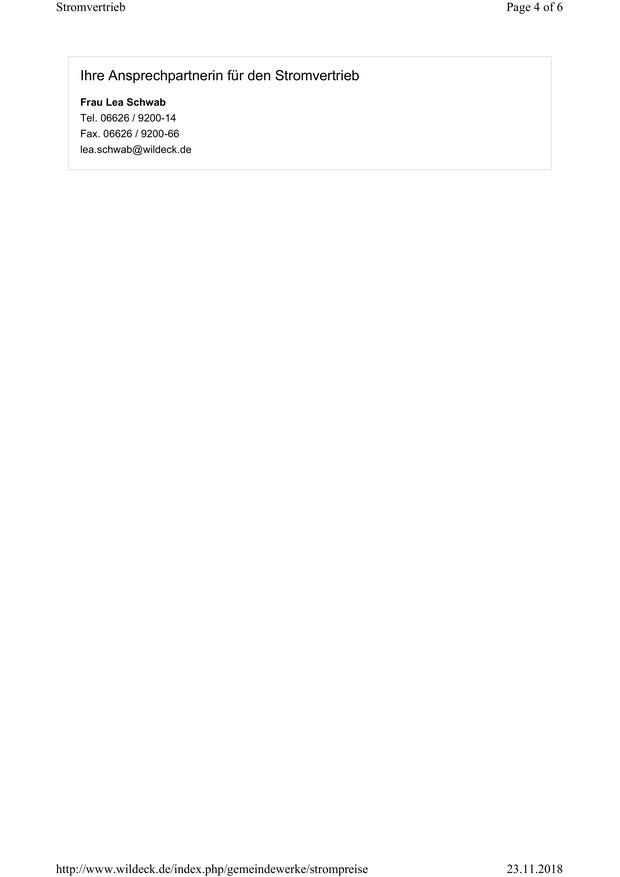 Stromvertrieb
Page 4 of 6
Ihre Ansprechpartnerin für den Stromvertrieb
Frau Lea Schwab
Tel. 06626 / 9200-14
Fax. 06626 / 9200-66
lea.schwab@wildeck.de
http://www.wildeck.de/index.php/gemeindewerke/strompreise
23.11.2018